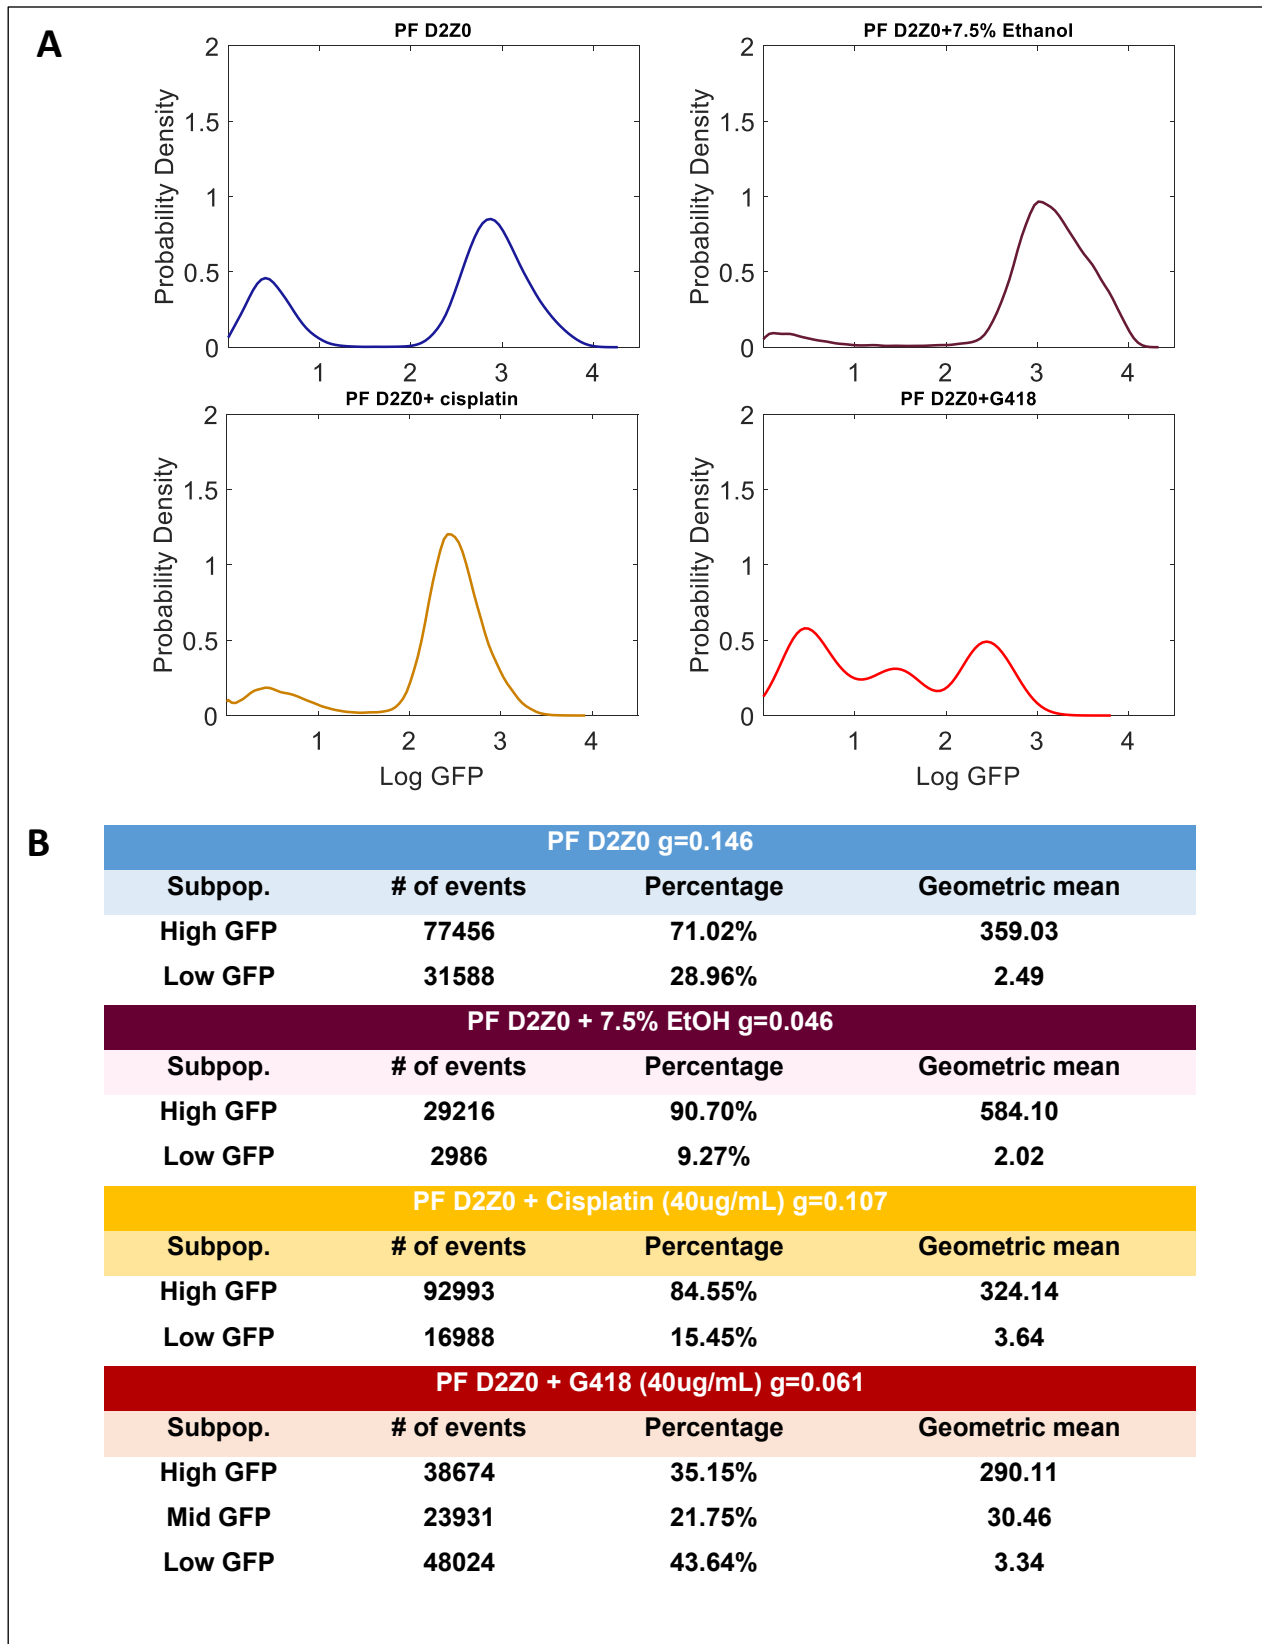 A
PF D2Z0
PF D2Z0+7.5% Ethanol
2
1.5
1
0.5
0
Probability Density
1 2 3 4
2
1.5
1
0.5
0
Probability Density
1 2 3 4
PF D2Z0+ cisplatin
PF D2Z0+G418
2
1.5
1
0.5
0
Probability Density
1 2 3 4
Log GFP
2
1.5
1
0.5
0
Probability Density
1 2 3 4
Log GFP
B
PF D2Z0 g=0.146
Subpop. # of events Percentage Geometric mean
High GFP 77456 71.02% 359.03
Low GFP 31588 28.96% 2.49
PF D2Z0 + 7.5% EtOH g=0.046
Subpop. # of events Percentage Geometric mean
High GFP 29216 90.70% 584.10
Low GFP 2986 9.27% 2.02
PF D2Z0 + Cisplatin (40ug/mL) g=0.107
Subpop. # of events Percentage Geometric mean
High GFP 92993 84.55% 324.14
Low GFP 16988 15.45% 3.64
PF D2Z0 + G418 (40ug/mL) g=0.061
Subpop. # of events Percentage Geometric mean
High GFP 38674 35.15% 290.11
Mid GFP 23931 21.75% 30.46
Low GFP 48024 43.64% 3.34